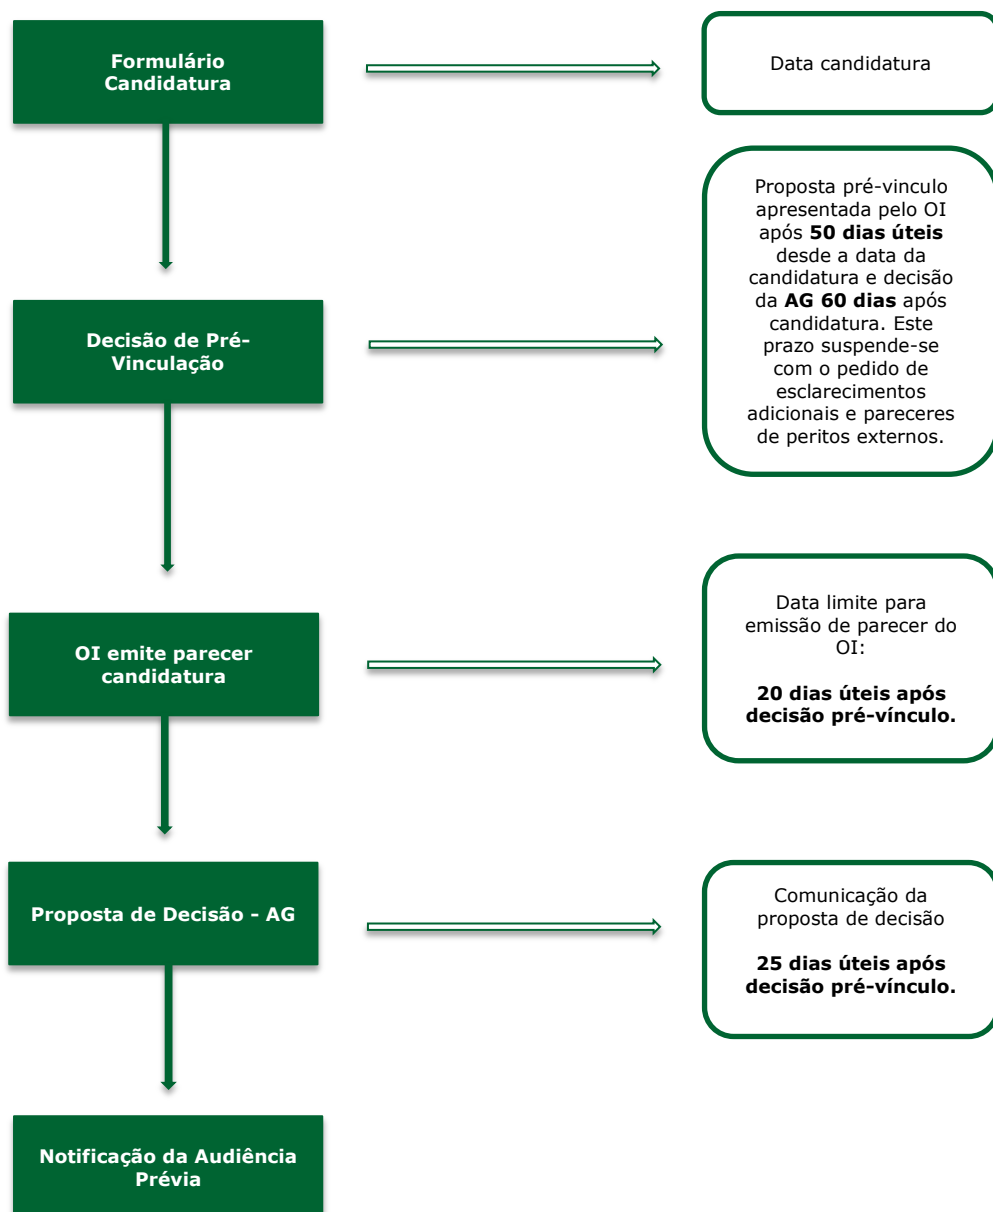 Formulário
Candidatura
Data candidatura
Proposta pré-vinculo
apresentada pelo OI
após 50 dias úteis
desde a data da
candidatura e decisão
da AG 60 dias após
candidatura. Este
prazo suspende-se
com o pedido de
esclarecimentos
adicionais e pareceres
de peritos externos.
Decisão de Pré-
Vinculação
OI emite parecer
candidatura
Data limite para
emissão de parecer do
OI:
20 dias úteis após
decisão pré-vínculo.
Proposta de Decisão - AG
Comunicação da
proposta de decisão
25 dias úteis após
decisão pré-vínculo.
Notificação da Audiência
Prévia